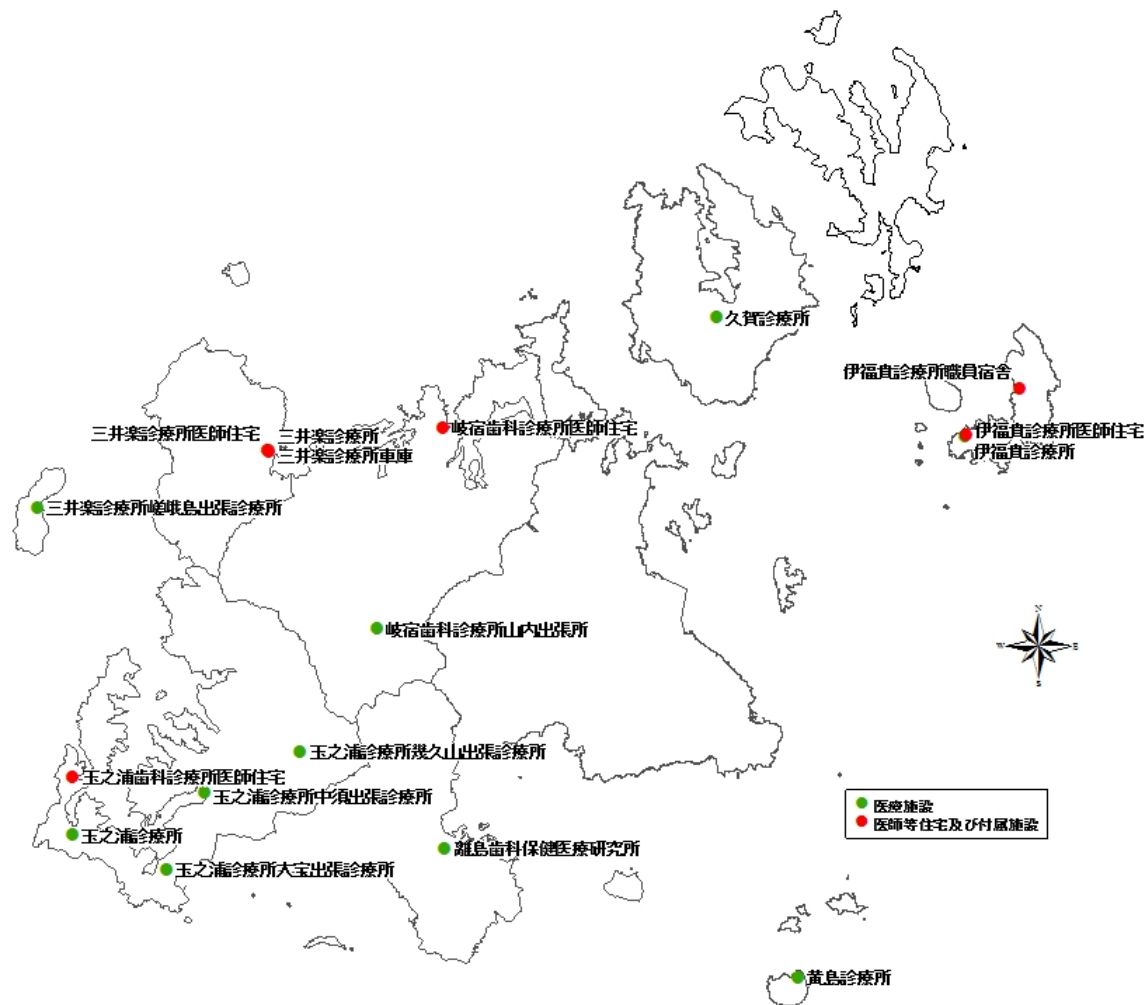 久賀診療所
伊福貴診療所職員宿舎
三井楽診療所医師住宅
三井楽診療所
三井楽診療所車庫
岐宿歯科診療所医師住宅
伊福貴診療所医師住宅
伊福貴診療所
三井楽診療所嵯峨島出張診療所
岐宿歯科診療所山内出張所
N
W
E
S
玉之浦診療所幾久山出張診療所
玉之浦歯科診療所医師住宅
玉之浦診療所中須出張診療所
医療施設
医師等住宅及び付属施設
玉之浦診療所
離島歯科保健医療研究所
玉之浦診療所大宝出張診療所
黄島診療所